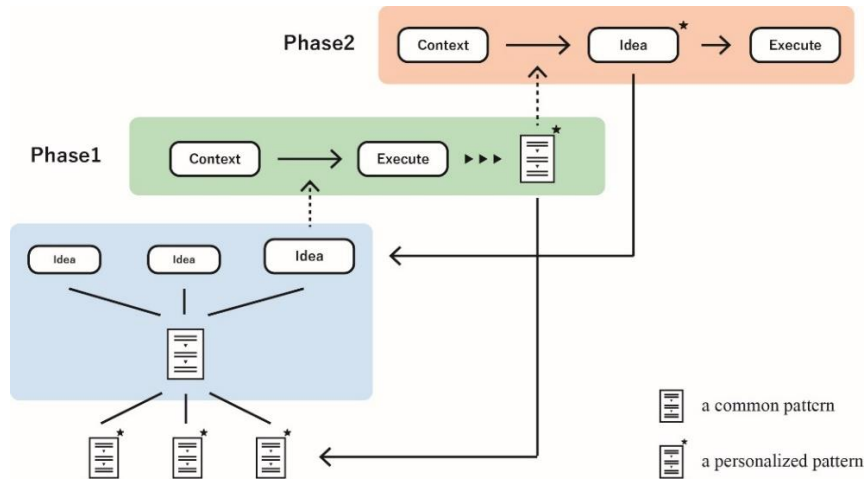 Phase2
Context
Idea
Execute
Phase1
Context
Execute
Idea
Idea
Idea
a common pattern
a personalized pattern